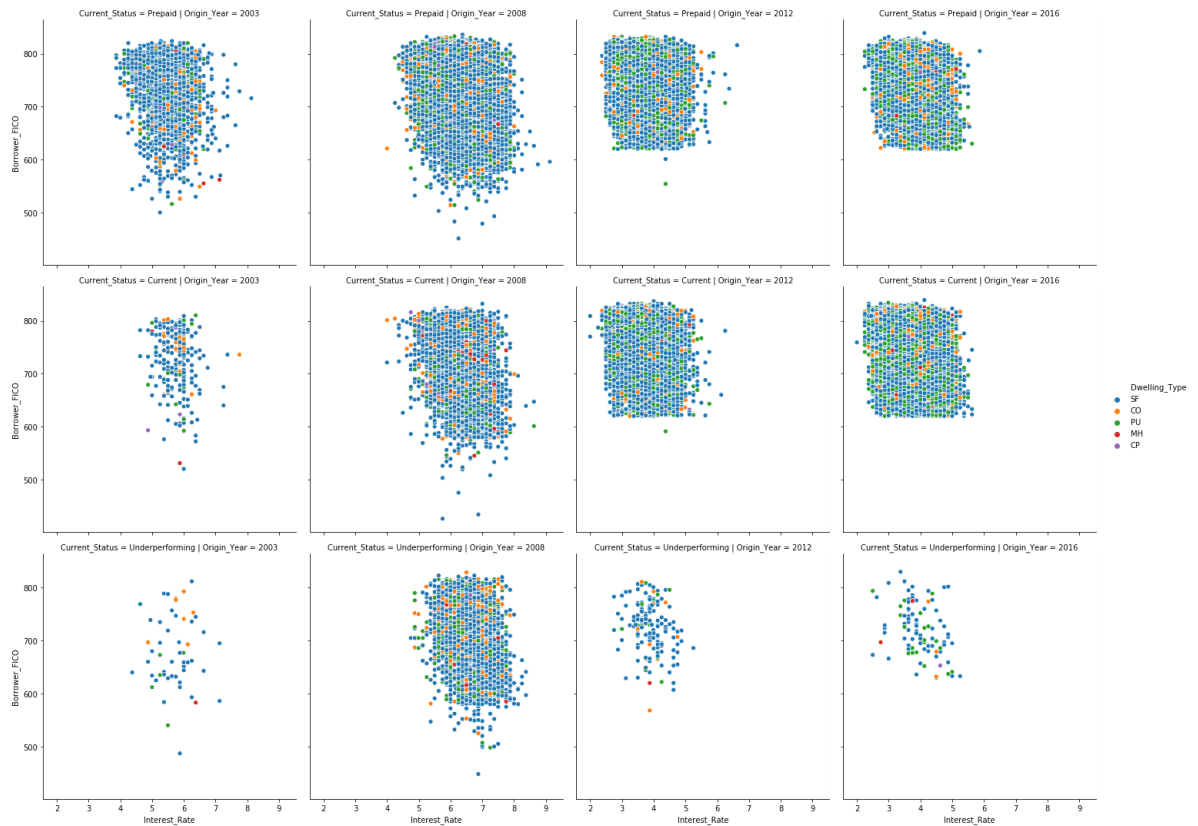 Current_Status = Prepaid | Origin_Year = 2003
Current_Status = Prepaid | Origin_Year = 2008
Current_Status = Prepaid | Origin_Year = 2012
Current_Status = Prepaid | Origin_Year = 2016
800
700
600
500
Borrower_FICO
Current_Status = Current | Origin_Year = 2003
Current_Status = Current | Origin_Year = 2008
Current_Status = Current | Origin_Year = 2012
Current_Status = Current | Origin_Year = 2016
800
700
600
500
Borrower_FICO
Dwelling_Type
SF
CO
PU
MH
CP
Current_Status = Underperforming | Origin_Year = 2003
Current_Status = Underperforming | Origin_Year = 2008
Current_Status = Underperforming | Origin_Year = 2012
Current_Status = Underperforming | Origin_Year = 2016
800
700
600
500
Borrower_FICO
2 3 4 5 6 7 8 9
2 3 4 5 6 7 8 9
2 3 4 5 6 7 8 9
2 3 4 5 6 7 8 9
Interest_Rate
Interest_Rate
Interest_Rate
Interest_Rate